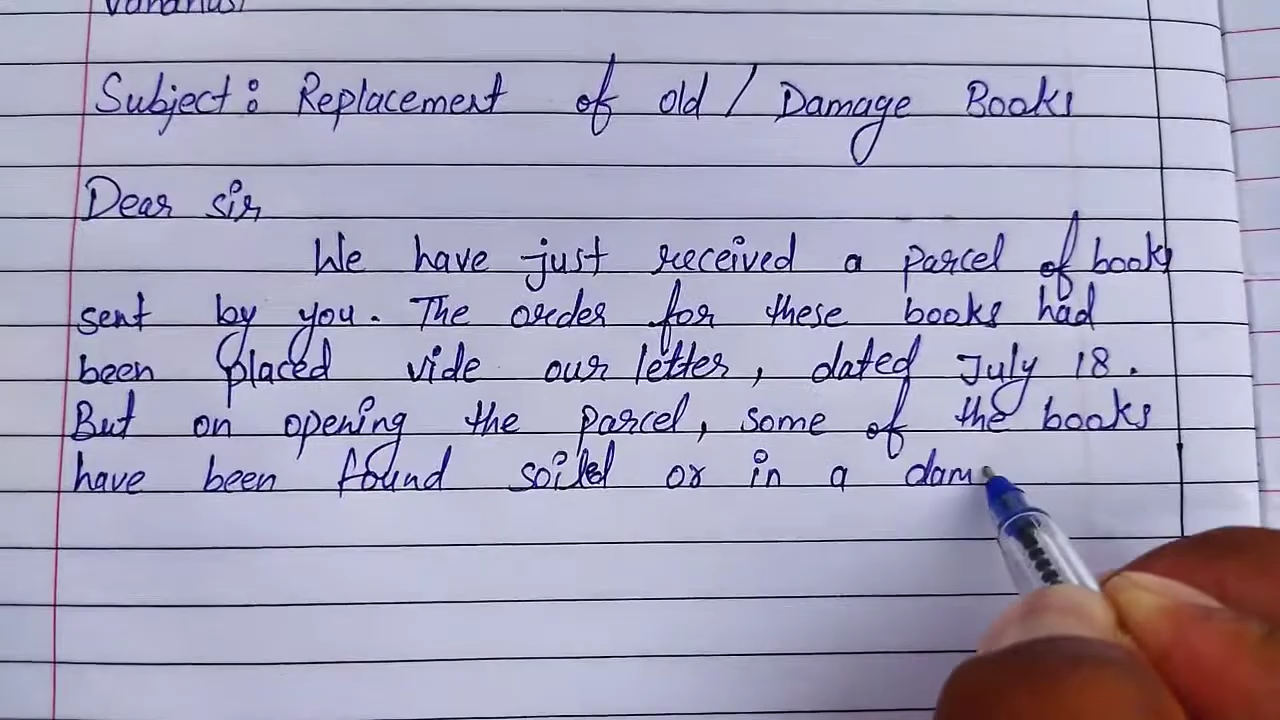 Varanasi
Subject: Replacement of old / Damage Books
Dear sir
We have just received a parcel of books
sent by you. The order for these books had
been placed vide our letter, dated July 18.
But on opening the parcel, some of the books
have been found soiled or in a dam